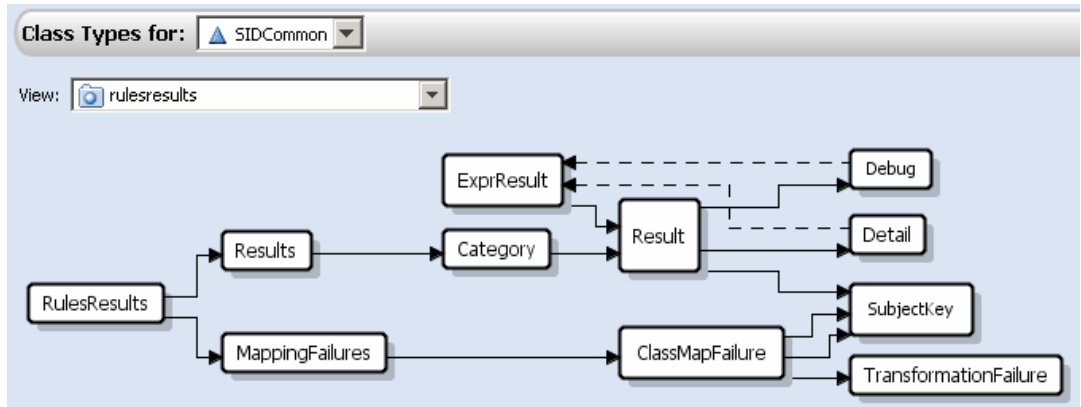 Class Types for: SIDCommon
View: rulesresults
ExprResult
Debug
Result
Detail
Results
Category
RulesResults
SubjectKey
MappingFailures
ClassMapFailure
TransformationFailure